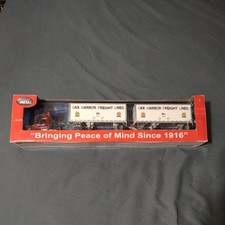 OAK HARBOR FREIGHT LINES
OAK HARBOR FREIGHT LINES
"Bringing Peace of Mind Since 1916"